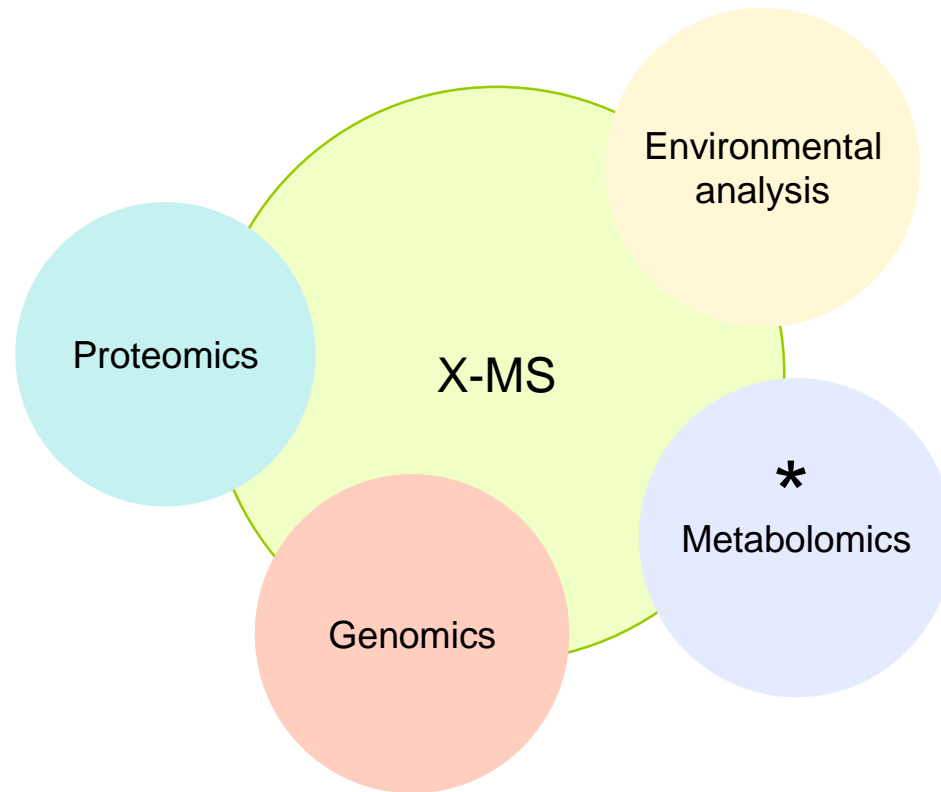 Environmental
analysis
Proteomics
X-MS
*
Metabolomics
Genomics